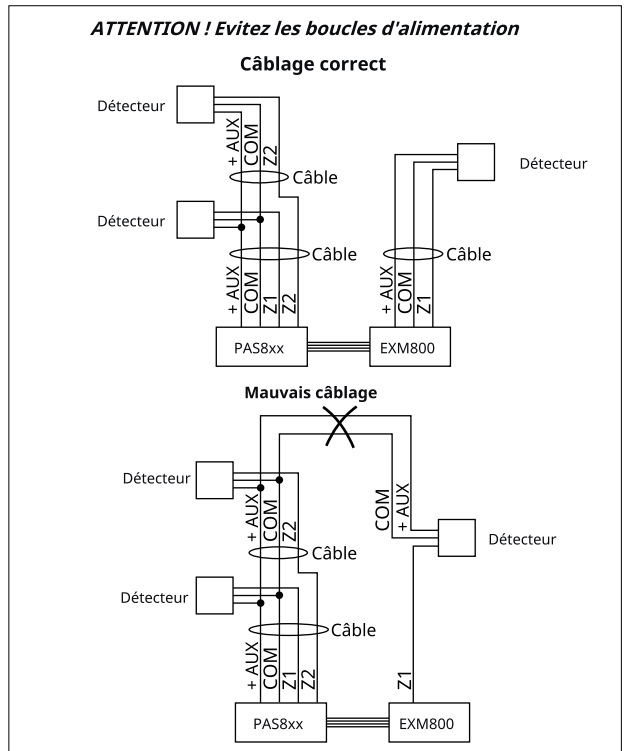 ATTENTION ! Evitez les boucles d'alimentation
Câblage correct
Détecteur
+ AUX
COM
Z2
Détecteur
Câble
Détecteur
Câble
Câble
+ AUX
COM
Z1
Z2
+ AUX
COM
Z1
PAS8xx
EXM800
Mauvais câblage
Détecteur
+ AUX
COM
Z2
COM
+ AUX
Détecteur
Câble
Détecteur
Câble
+ AUX
COM
Z1
Z2
Z1
PAS8xx
EXM800